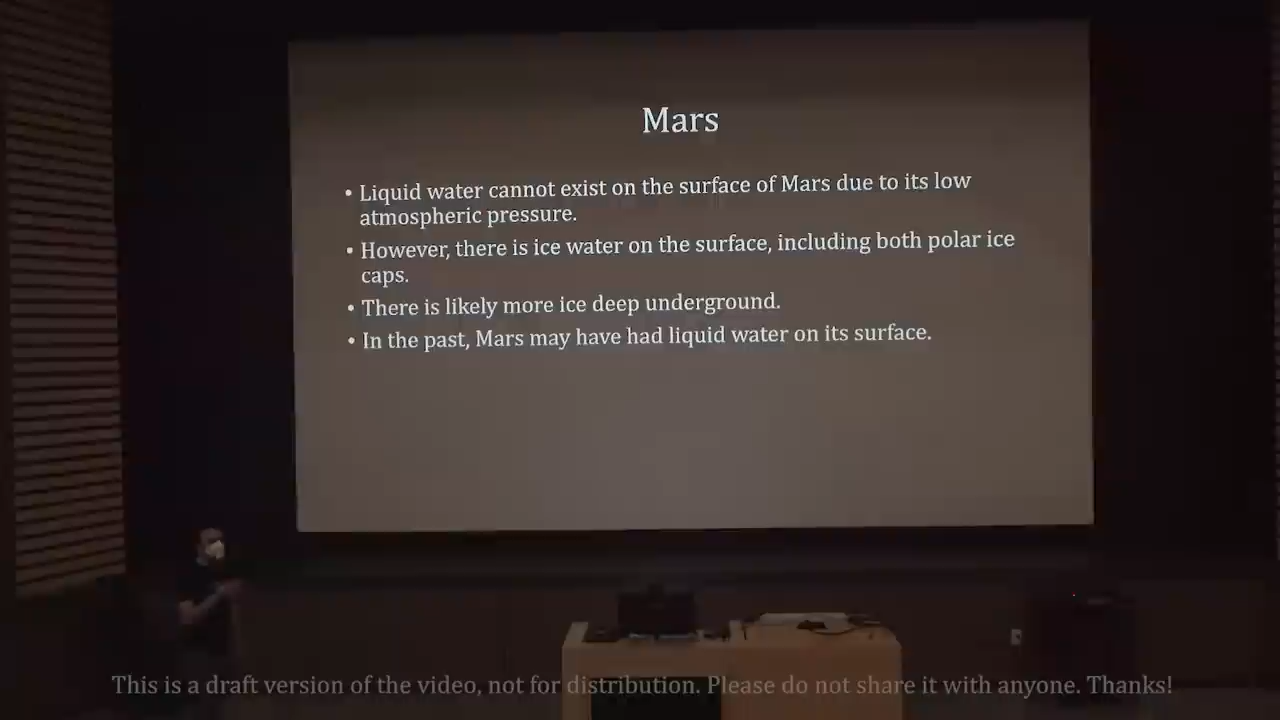 Mars
• Liquid water cannot exist on the surface of Mars due to its low
atmospheric pressure.
• However, there is ice water on the surface, including both polar ice
caps.
• There is likely more ice deep underground.
• In the past, Mars may have had liquid water on its surface.
This is a draft version of the video, not for distribution. Please do not share it with anyone. Thanks!